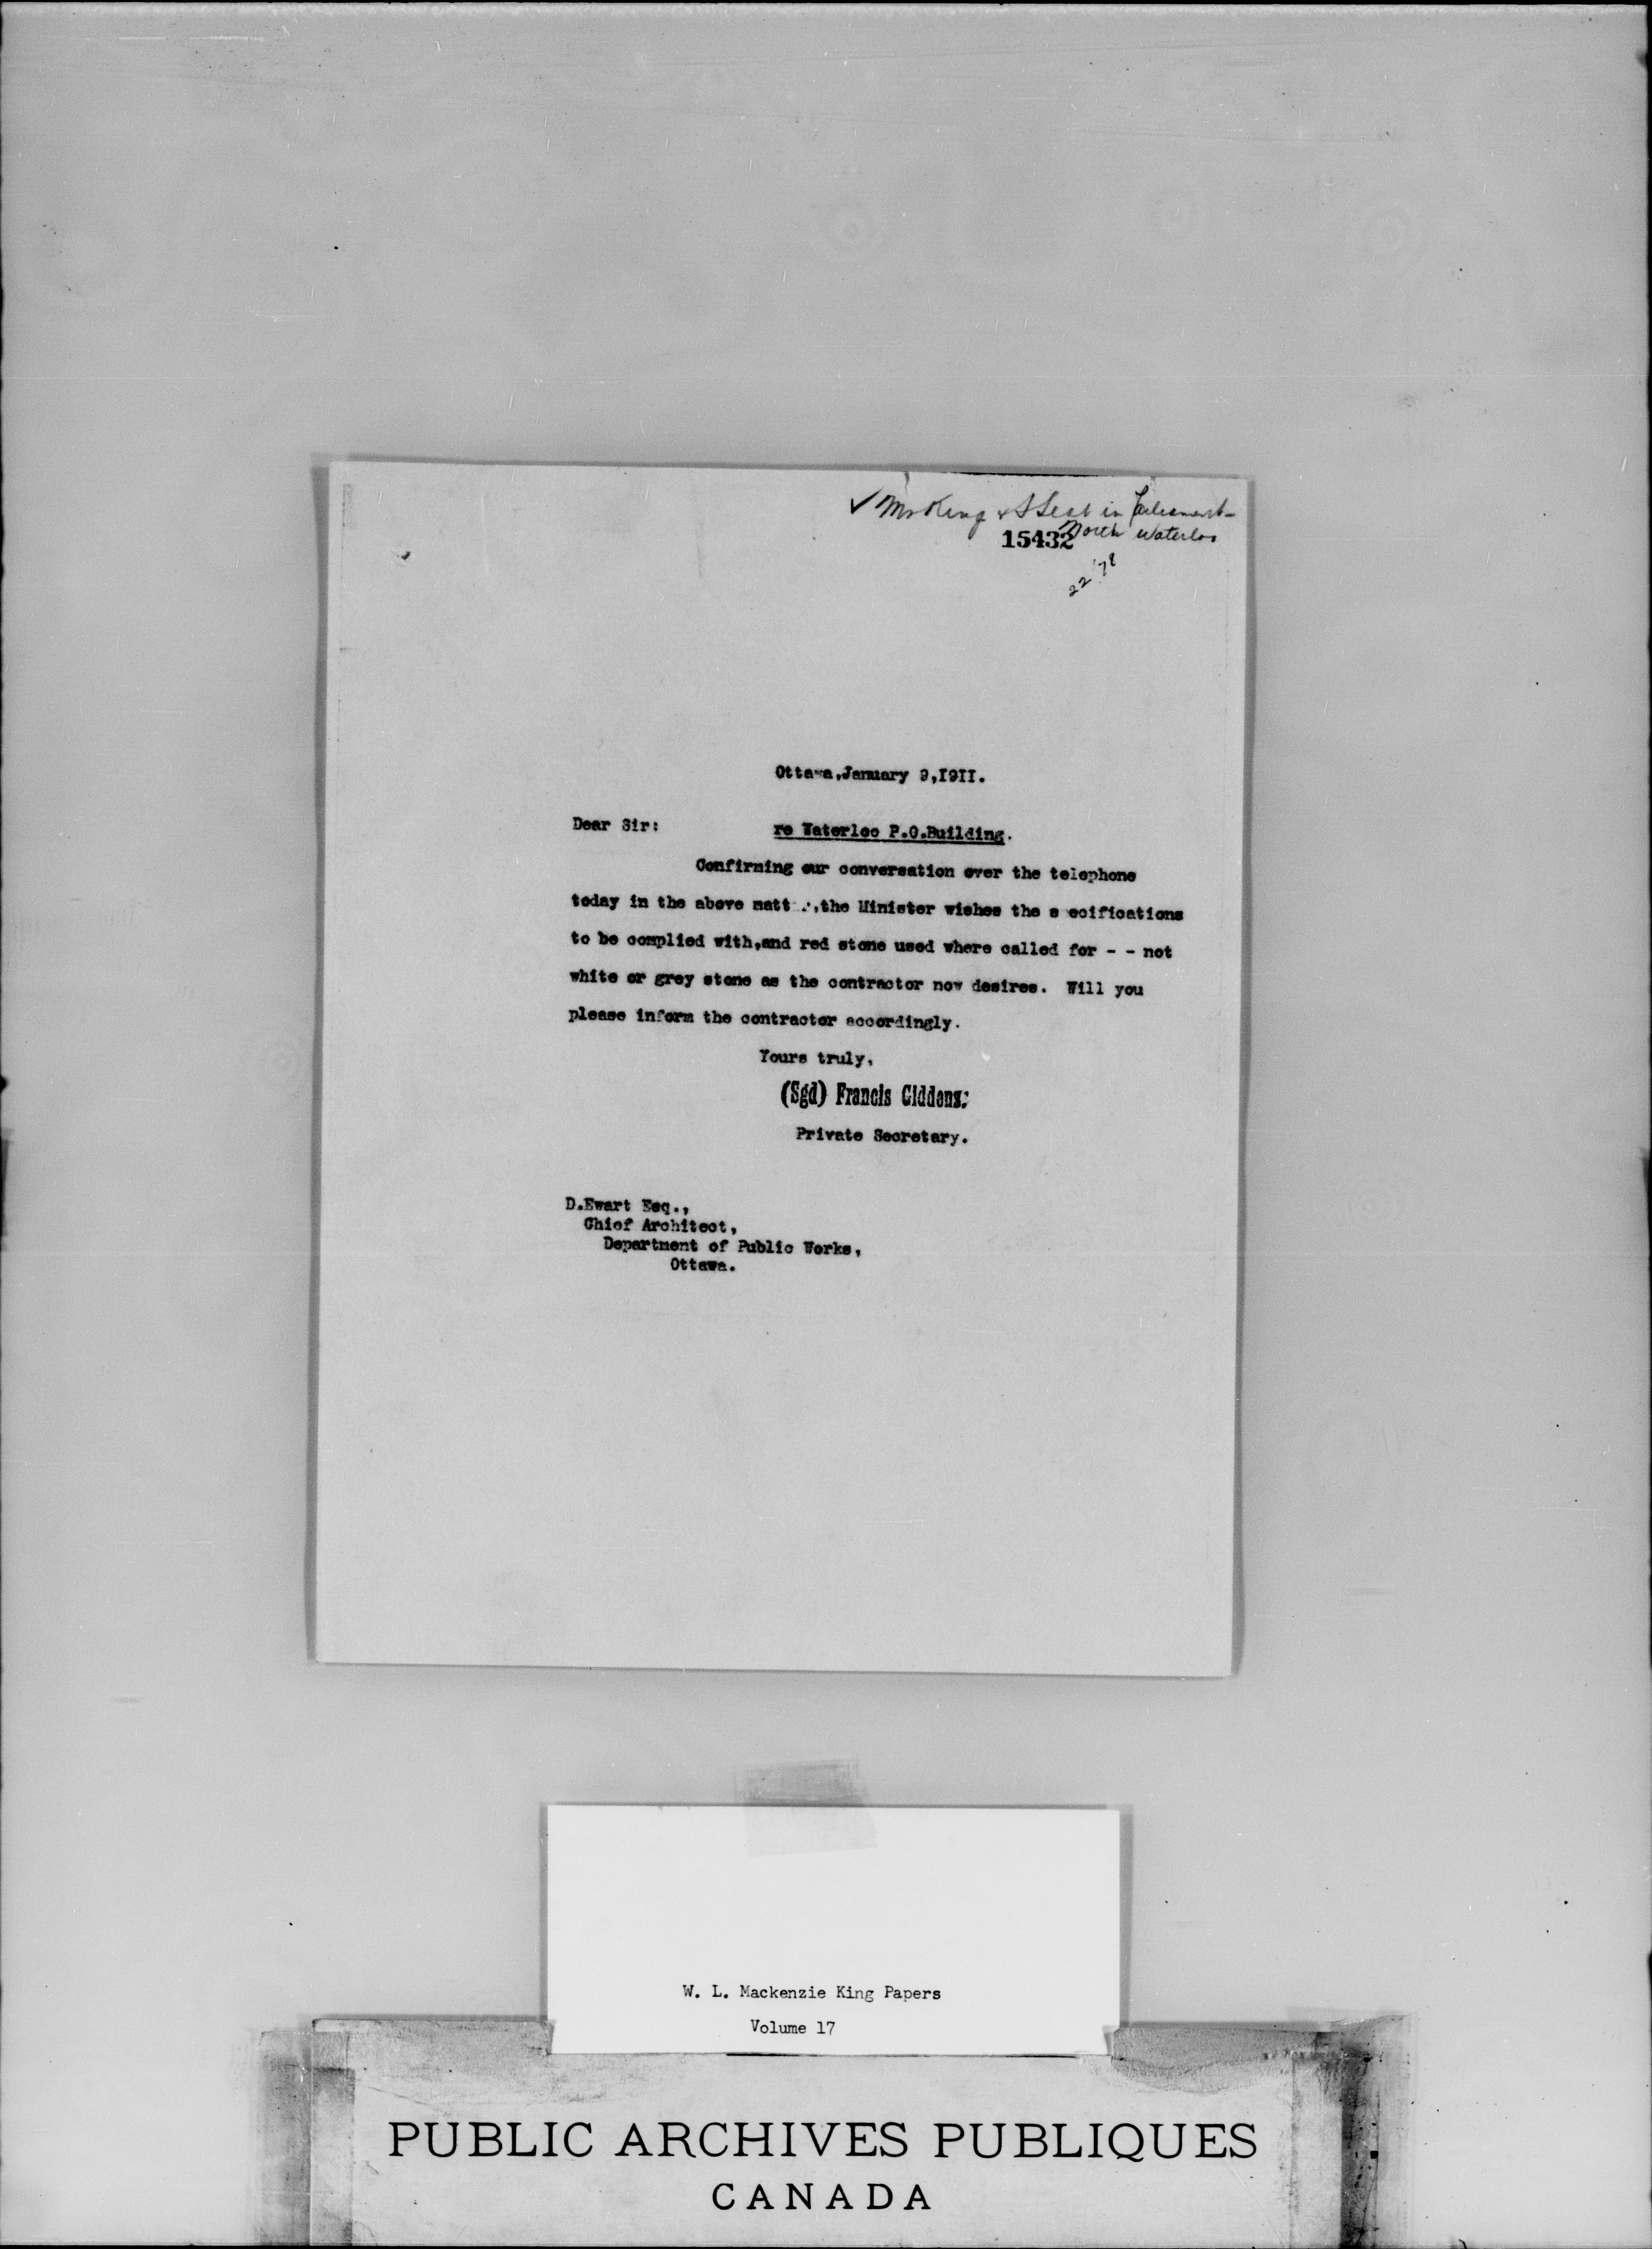 ✓ Mr King & Seat in Parliament -
15432 North Waterloo
22
Ottawa,January 9,I9II.
Dear Sir: re Waterloo P.O.Building.
Confirming our conversation over the telephone
today in the above matt r,the Minister wishes the s ecifications
to be complied with,and red stone used where called for - - not
white or grey stone as the contractor now desires. Will you
please inform the contractor accordingly.
Yours truly,
(Sgd) Francis Giddens:
Private Secretary.
D.Ewart Esq.,
Chief Architect,
Department of Public Works,
Ottawa.
W. L. Mackenzie King Papers
Volume 17
PUBLIC ARCHIVES PUBLIQUES
CANADA